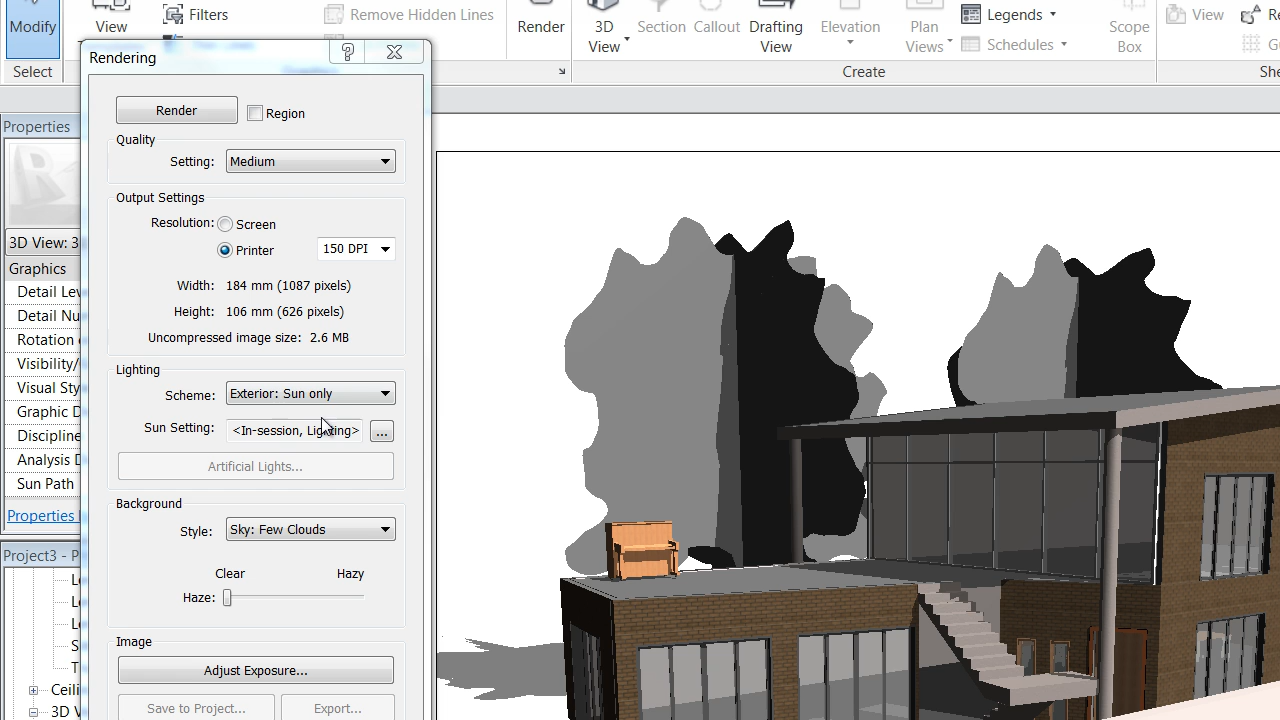 Modify
View
Filters
Remove Hidden Lines
Render
3D
View
Section
Callout
Drafting
View
Elevation
Plan
Views
Legends
Schedules
Scope
Box
View
Select
Create
Rendering
?
Render
Region
Quality
Setting: Medium
Output Settings
Resolution: Screen
Printer 150 DPI
Width: 184 mm (1087 pixels)
Height: 106 mm (626 pixels)
Uncompressed image size: 2.6 MB
Lighting
Scheme: Exterior: Sun only
Sun Setting: <In-session, Lighting> ...
Artificial Lights...
Background
Style: Sky: Few Clouds
Clear Hazy
Haze:
Image
Adjust Exposure...
Save to Project... Export...
Properties
3D View: 3
Graphics
Detail Lev
Detail Nu
Rotation
Visibility/
Visual Sty
Graphic D
Discipline
Analysis D
Sun Path
Properties
Project3 - P
Ceili
3D V